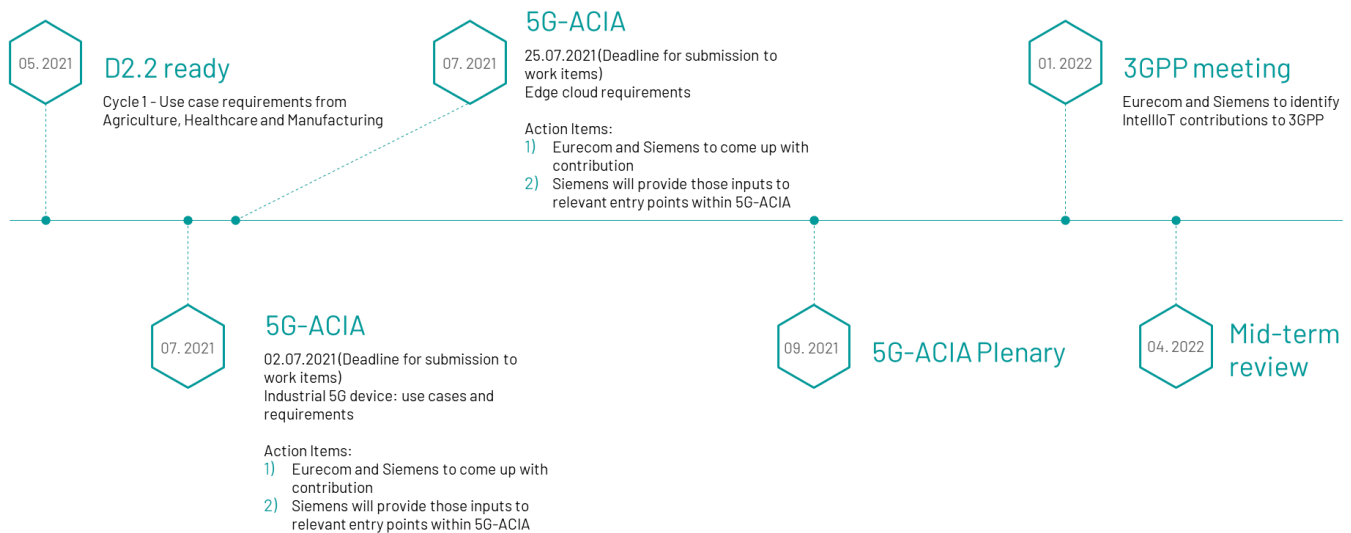 05. 2021
D2.2 ready
Cycle 1 - Use case requirements from
Agriculture, Healthcare and Manufacturing
07. 2021
5G-ACIA
25.07.2021 (Deadline for submission to
work items)
Edge cloud requirements
Action Items:
1) Eurecom and Siemens to come up with
contribution
2) Siemens will provide those inputs to
relevant entry points within 5G-ACIA
01. 2022
3GPP meeting
Eurecom and Siemens to identify
IntellIoT contributions to 3GPP
07. 2021
5G-ACIA
02.07.2021 (Deadline for submission to
work items)
Industrial 5G device: use cases and
requirements
Action Items:
1) Eurecom and Siemens to come up with
contribution
2) Siemens will provide those inputs to
relevant entry points within 5G-ACIA
09. 2021
5G-ACIA Plenary
04. 2022
Mid-term
review